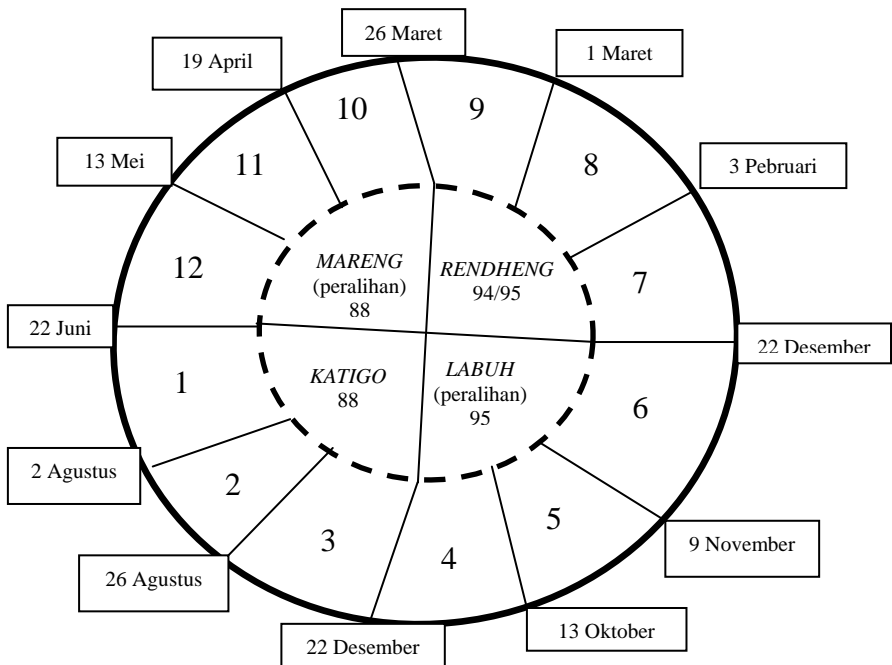 26 Maret
1 Maret
19 April
10
9
13 Mei
11
8
3 Pebruari
12
MARENG
(peralihan)
88
RENDHENG
94/95
7
22 Juni
22 Desember
1
KATIGO
88
LABUH
(peralihan)
95
6
2 Agustus
2
3
4
5
9 November
26 Agustus
22 Desember
13 Oktober